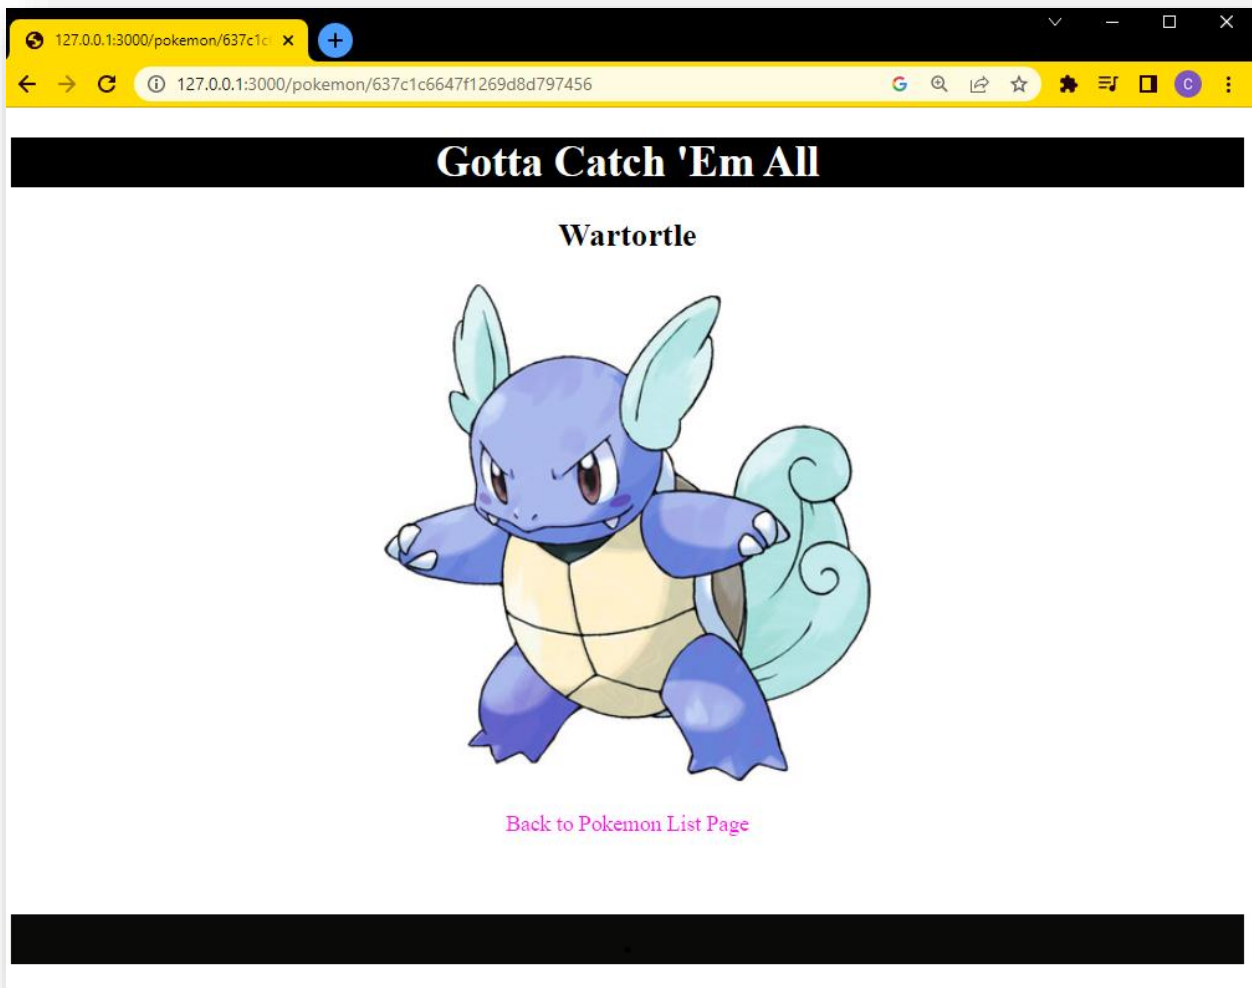 127.0.0.1:3000/pokemon/637c1c
127.0.0.1:3000/pokemon/637c1c6647f1269d8d797456
C
Gotta Catch 'Em All
Wartortle
Back to Pokemon List Page